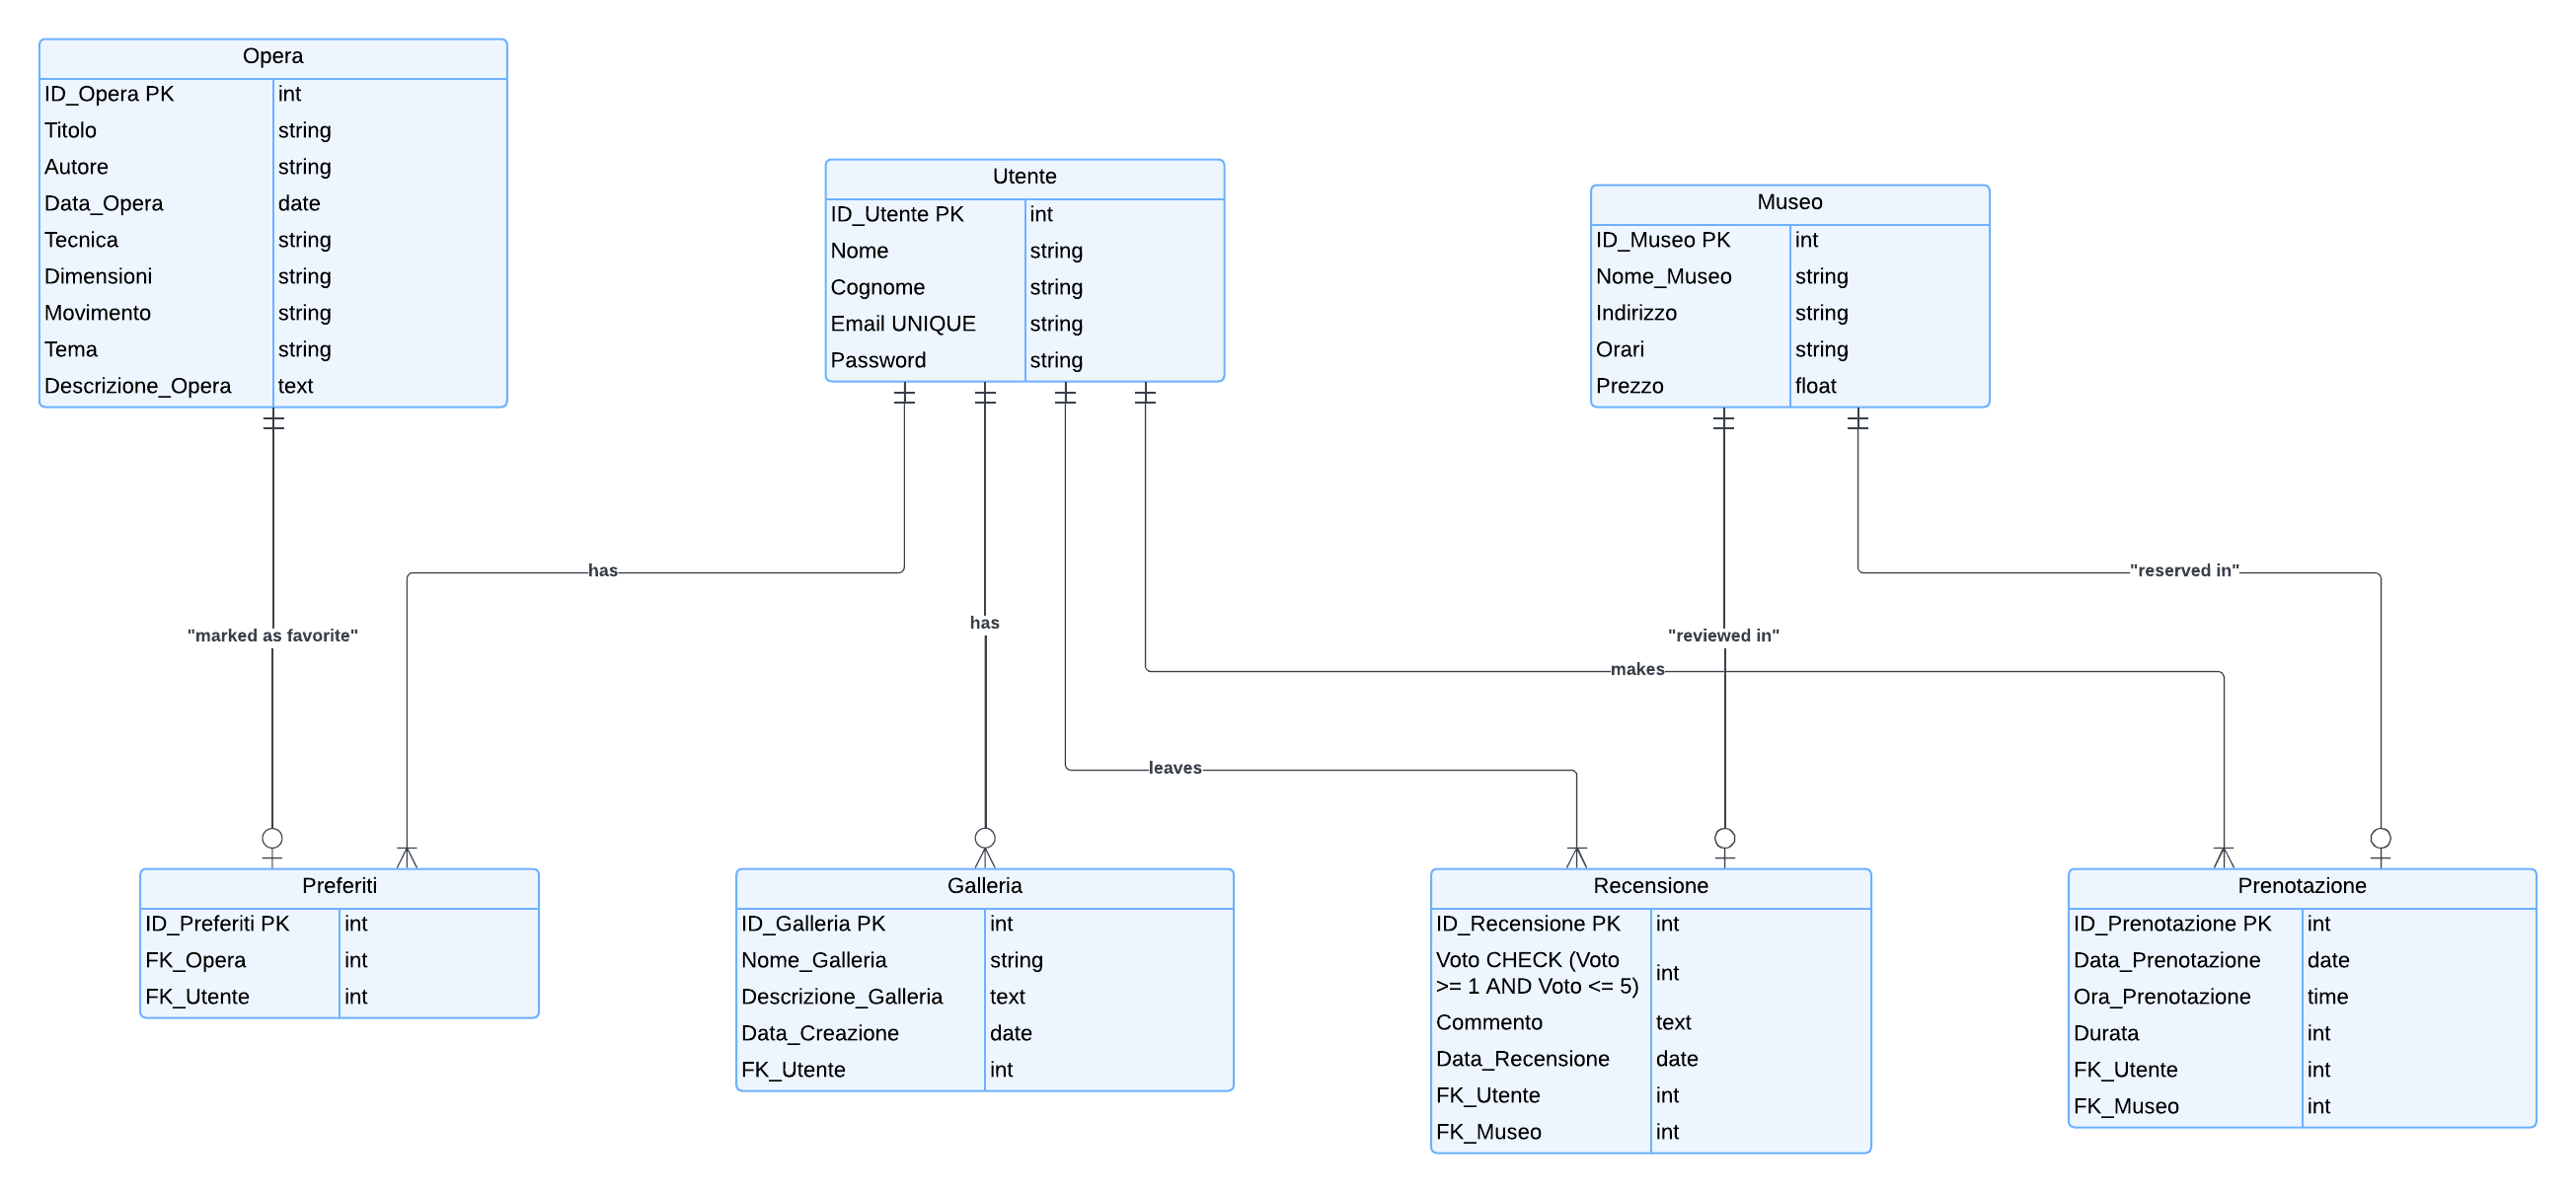 Opera
ID_Opera PK int
Titolo string
Autore string
Data_Opera date
Tecnica string
Dimensioni string
Movimento string
Tema string
Descrizione_Opera text
Utente
ID_Utente PK int
Nome string
Cognome string
Email UNIQUE string
Password string
Museo
ID_Museo PK int
Nome_Museo string
Indirizzo string
Orari string
Prezzo float
has
"reserved in"
has
"marked as favorite"
"reviewed in"
makes
leaves
Preferiti
ID_Preferiti PK int
FK_Opera int
FK_Utente int
Galleria
ID_Galleria PK int
Nome_Galleria string
Descrizione_Galleria text
Data_Creazione date
FK_Utente int
Recensione
ID_Recensione PK int
Voto CHECK (Voto
>= 1 AND Voto <= 5) int
Commento text
Data_Recensione date
FK_Utente int
FK_Museo int
Prenotazione
ID_Prenotazione PK int
Data_Prenotazione date
Ora_Prenotazione time
Durata int
FK_Utente int
FK_Museo int